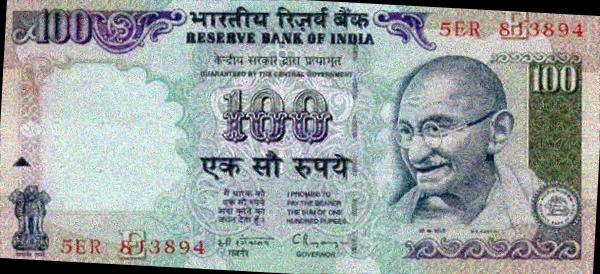 100 भारतीय रिज़र्व बैंक 5ER 813894
RESERVE BANK OF INDIA
केन्द्रीय सरकार द्वारा प्रत्याभूत
GUARANTEED BY THE CENTRAL GOVERNMENT
100
100
एक सौ रुपये
मैं धारक को
एक सौ रुपये
अदा करने का
वचन देता हूँ।
I PROMISE TO
PAY THE BEARER
THE SUM OF ONE
HUNDRED RUPEES
5ER 813894
गवर्नर
GOVERNOR